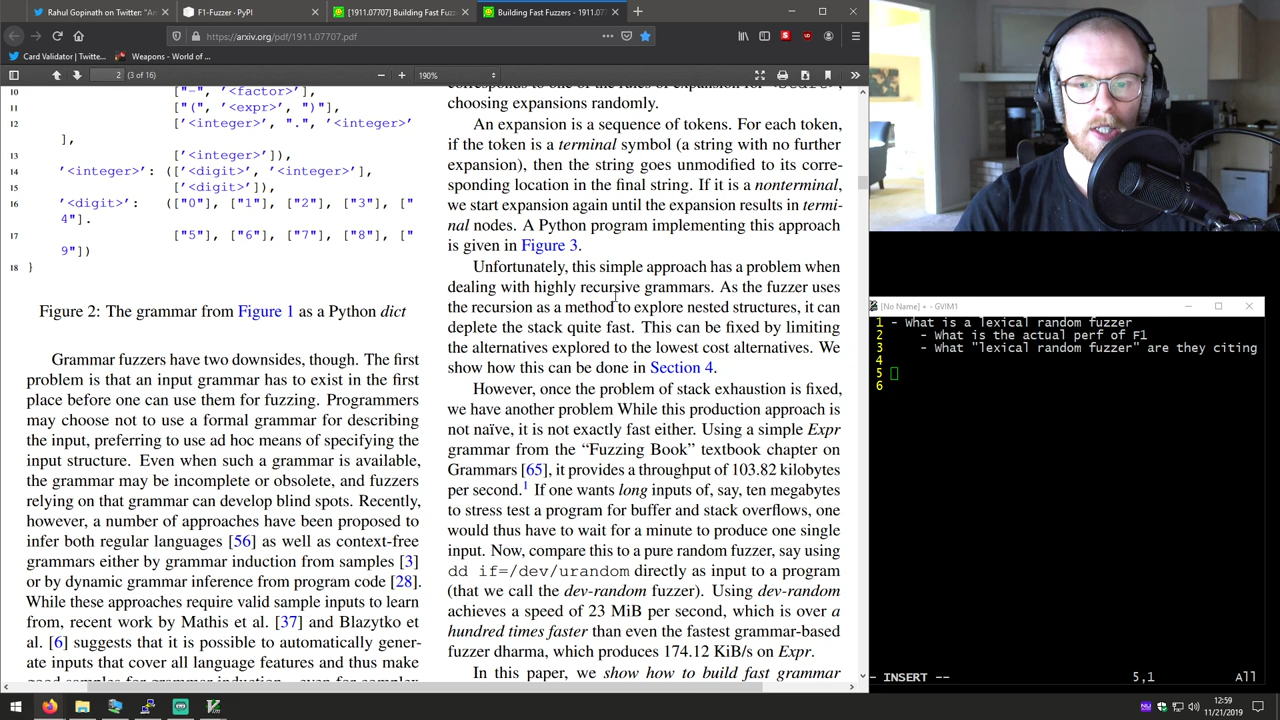 Rahul Gopinath on Twitter: "An
F1-Fuzzer · PyPI
[1911.07707] Building Fast Fuzz
Building Fast Fuzzers - 1911.077
https://arxiv.org/pdf/1911.07707.pdf
Card Validator | Twitte...
Weapons - World of ...
2 (3 of 16)
190%
10 ["-", '<factor>'],
11 ["(", '<expr>', ")"],
12 ['<integer>', ".", '<integer>'
],
13 ['<integer>']),
14 '<integer>': (['<digit>', '<integer>'],
15 ['<digit>']),
16 '<digit>': (["0"], ["1"], ["2"], ["3"], ["
4"].
17 ["5"], ["6"], ["7"], ["8"], ["
9"])
18 }
Figure 2: The grammar from Figure 1 as a Python dict
Grammar fuzzers have two downsides, though. The first
problem is that an input grammar has to exist in the first
place before one can use them for fuzzing. Programmers
may choose not to use a formal grammar for describing
the input, preferring to use ad hoc means of specifying the
input structure. Even when such a grammar is available,
the grammar may be incomplete or obsolete, and fuzzers
relying on that grammar can develop blind spots. Recently,
however, a number of approaches have been proposed to
infer both regular languages [56] as well as context-free
grammars either by grammar induction from samples [3]
or by dynamic grammar inference from program code [28].
While these approaches require valid sample inputs to learn
from, recent work by Mathis et al. [37] and Blazytko et
al. [6] suggests that it is possible to automatically gener-
ate inputs that cover all language features and thus make
choosing expansions randomly.
An expansion is a sequence of tokens. For each token,
if the token is a terminal symbol (a string with no further
expansion), then the string goes unmodified to its corre-
sponding location in the final string. If it is a nonterminal,
we start expansion again until the expansion results in termi-
nal nodes. A Python program implementing this approach
is given in Figure 3.
Unfortunately, this simple approach has a problem when
dealing with highly recursive grammars. As the fuzzer uses
the recursion as a method to explore nested structures, it can
deplete the stack quite fast. This can be fixed by limiting
the alternatives explored to the lowest cost alternatives. We
show how this can be done in Section 4.
However, once the problem of stack exhaustion is fixed,
we have another problem While this production approach is
not naïve, it is not exactly fast either. Using a simple Expr
grammar from the “Fuzzing Book” textbook chapter on
Grammars [65], it provides a throughput of 103.82 kilobytes
per second.1 If one wants long inputs of, say, ten megabytes
to stress test a program for buffer and stack overflows, one
would thus have to wait for a minute to produce one single
input. Now, compare this to a pure random fuzzer, say using
dd if=/dev/urandom directly as input to a program
(that we call the dev-random fuzzer). Using dev-random
achieves a speed of 23 MiB per second, which is over a
hundred times faster than even the fastest grammar-based
fuzzer dharma, which produces 174.12 KiB/s on Expr.
In this paper, we show how to build fast grammar
[No Name] + - GVIM1
1 - What is a lexical random fuzzer
2 - What is the actual perf of F1
3 - What "lexical random fuzzer" are they citing
4
5
6
-- INSERT -- 5,1 All
12:59
11/21/2019